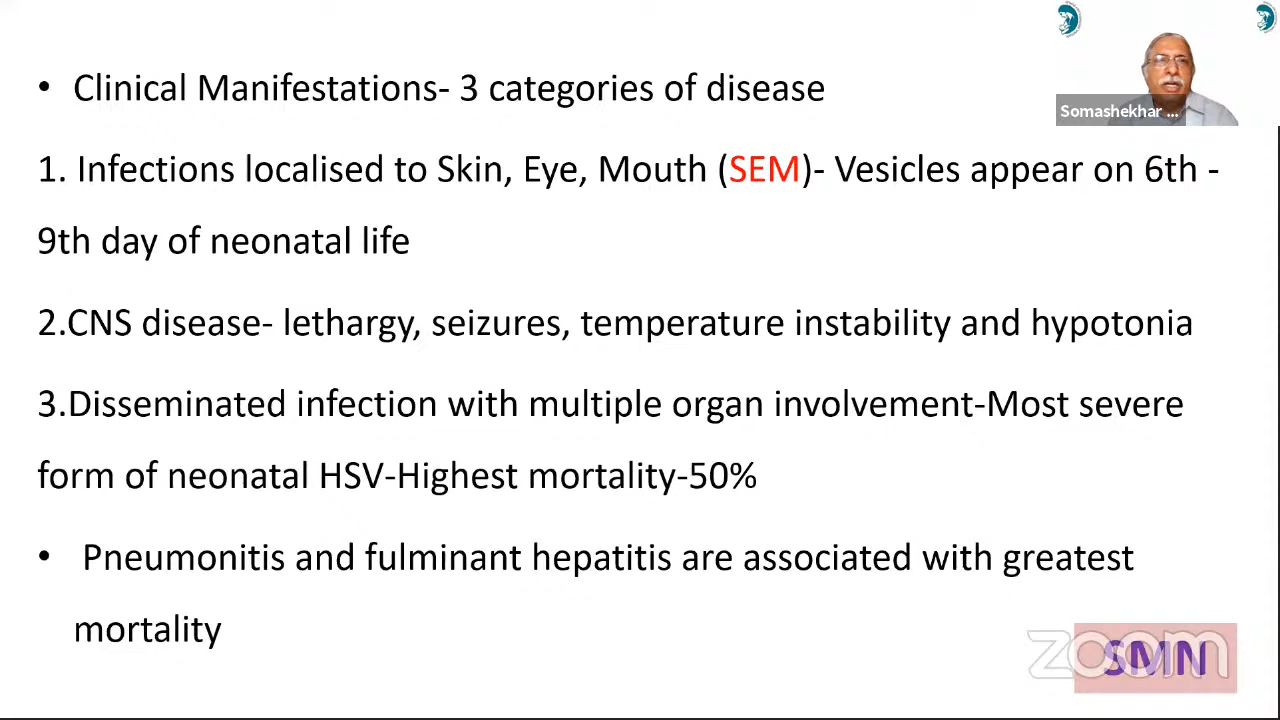 • Clinical Manifestations- 3 categories of disease
1. Infections localised to Skin, Eye, Mouth (SEM)- Vesicles appear on 6th -
9th day of neonatal life
2.CNS disease- lethargy, seizures, temperature instability and hypotonia
3.Disseminated infection with multiple organ involvement-Most severe
form of neonatal HSV-Highest mortality-50%
• Pneumonitis and fulminant hepatitis are associated with greatest
mortality
Somashekhar ...
zoom
SMN